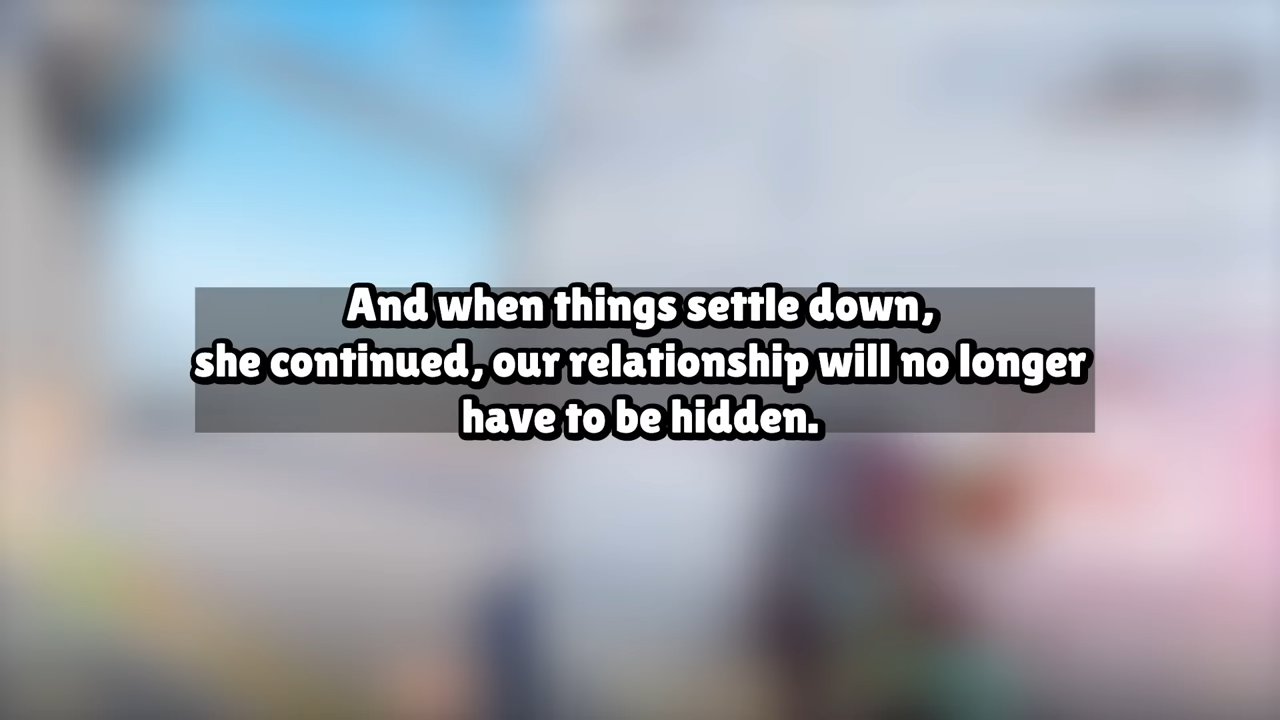 And when things settle down,
she continued, our relationship will no longer
have to be hidden.